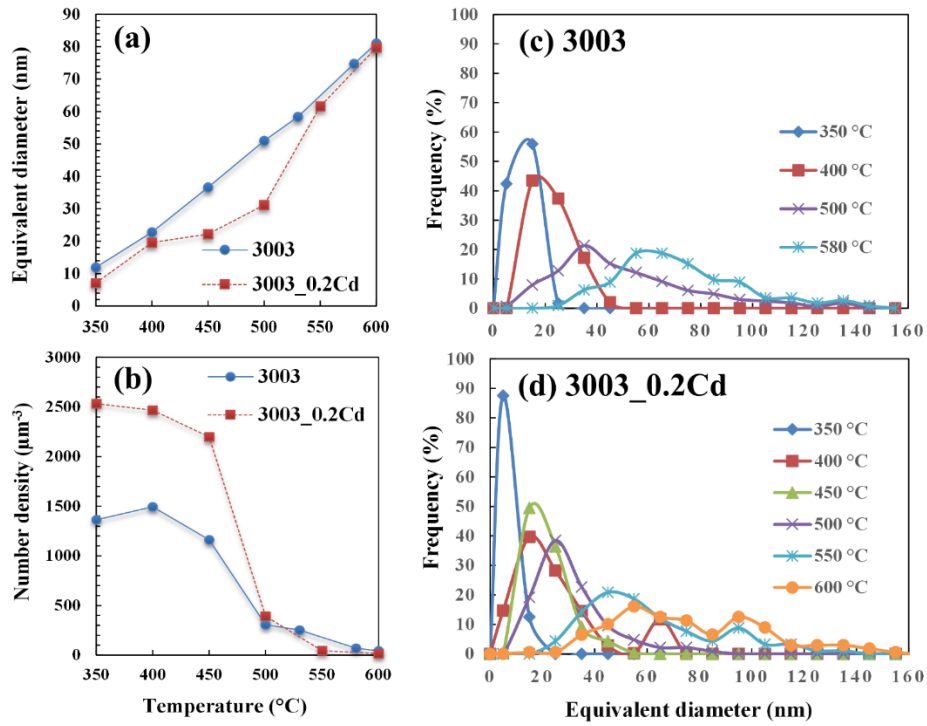 (a)
Equivalent diameter (nm)
90
80
70
60
50
40
30
20
10
0
350 400 450 500 550 600
3003
3003_0.2Cd
(b)
Number density (µm-3)
3000
2500
2000
1500
1000
500
0
350 400 450 500 550 600
Temperature (°C)
3003
3003_0.2Cd
(c) 3003
Frequency (%)
100
90
80
70
60
50
40
30
20
10
0
0 20 40 60 80 100 120 140 160
350 °C
400 °C
500 °C
580 °C
(d) 3003_0.2Cd
Frequency (%)
100
90
80
70
60
50
40
30
20
10
0
0 20 40 60 80 100 120 140 160
Equivalent diameter (nm)
350 °C
400 °C
450 °C
500 °C
550 °C
600 °C